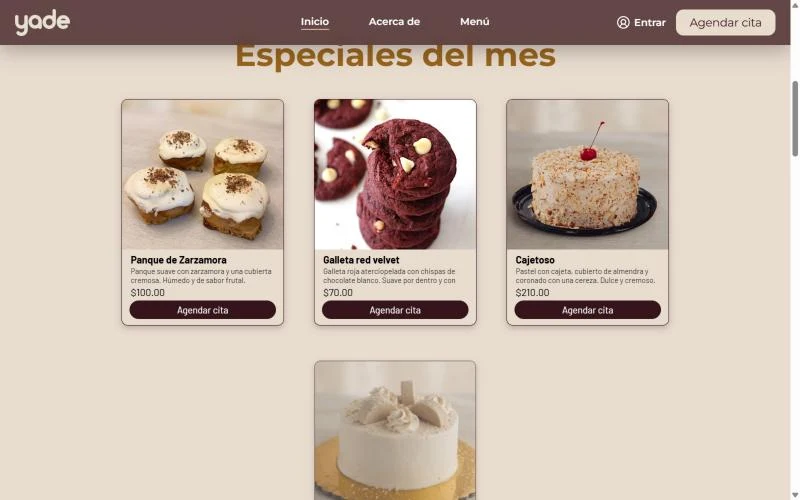 yade
Inicio
Acerca de
Menú
Entrar
Agendar cita
Especiales del mes
Panque de Zarzamora
Panque suave con zarzamora y una cubierta
cremosa. Húmedo y de sabor frutal.
$100.00
Agendar cita
Galleta red velvet
Galleta roja aterciopelada con chispas de
chocolate blanco. Suave por dentro y con
$70.00
Agendar cita
Cajetoso
Pastel con cajeta, cubierto de almendra y
coronado con una cereza. Dulce y cremoso.
$210.00
Agendar cita